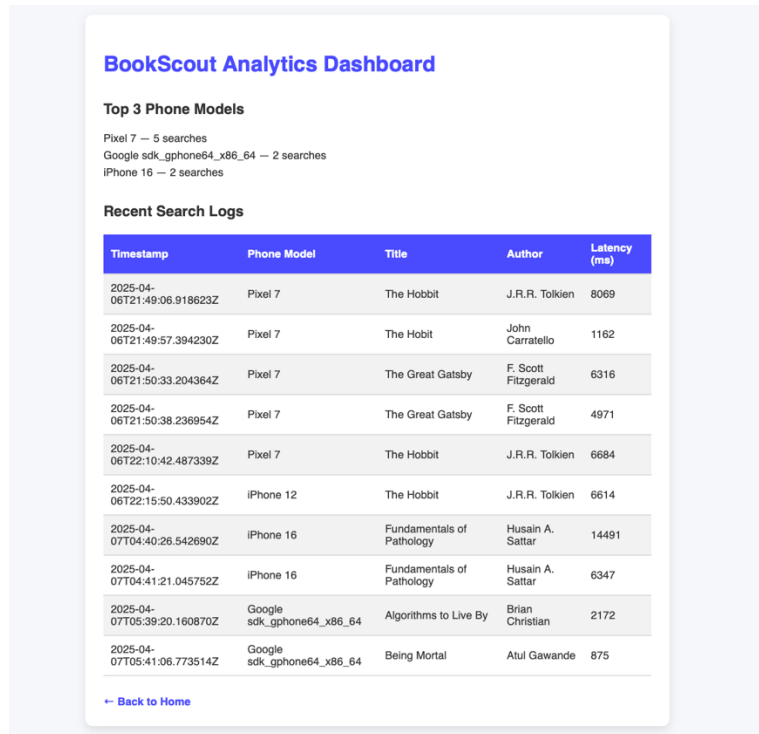 BookScout Analytics Dashboard
Top 3 Phone Models
Pixel 7 — 5 searches
Google sdk_gphone64_x86_64 — 2 searches
iPhone 16 — 2 searches
Recent Search Logs
Timestamp Phone Model Title Author Latency (ms)
2025-04-06T21:49:06.918623Z Pixel 7 The Hobbit J.R.R. Tolkien 8069
2025-04-06T21:49:57.394230Z Pixel 7 The Hobit John Carratello 1162
2025-04-06T21:50:33.204364Z Pixel 7 The Great Gatsby F. Scott Fitzgerald 6316
2025-04-06T21:50:38.236954Z Pixel 7 The Great Gatsby F. Scott Fitzgerald 4971
2025-04-06T22:10:42.487339Z Pixel 7 The Hobbit J.R.R. Tolkien 6684
2025-04-06T22:15:50.433902Z iPhone 12 The Hobbit J.R.R. Tolkien 6614
2025-04-07T04:40:26.542690Z iPhone 16 Fundamentals of Pathology Husain A. Sattar 14491
2025-04-07T04:41:21.045752Z iPhone 16 Fundamentals of Pathology Husain A. Sattar 6347
2025-04-07T05:39:20.160870Z Google sdk_gphone64_x86_64 Algorithms to Live By Brian Christian 2172
2025-04-07T05:41:06.773514Z Google sdk_gphone64_x86_64 Being Mortal Atul Gawande 875
← Back to Home